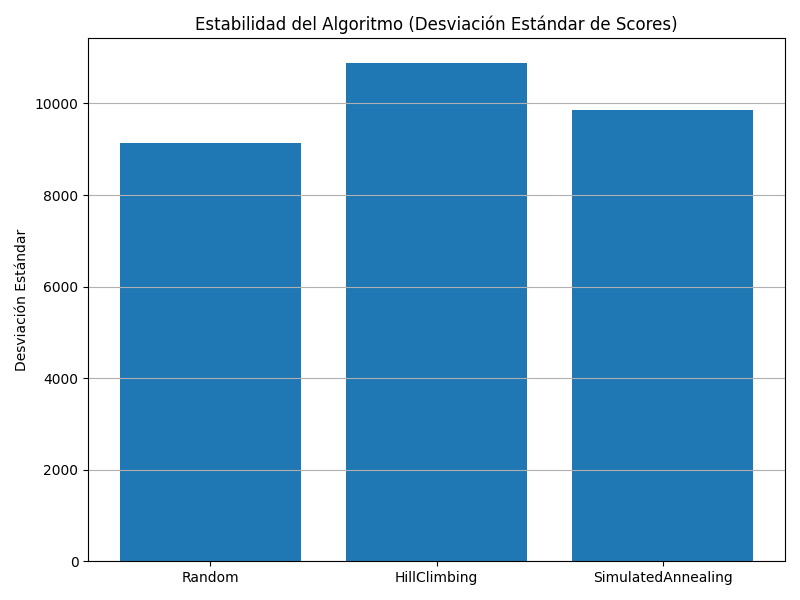 Estabilidad del Algoritmo (Desviación Estándar de Scores)
Desviación Estándar
10000
8000
6000
4000
2000
0
Random
HillClimbing
SimulatedAnnealing